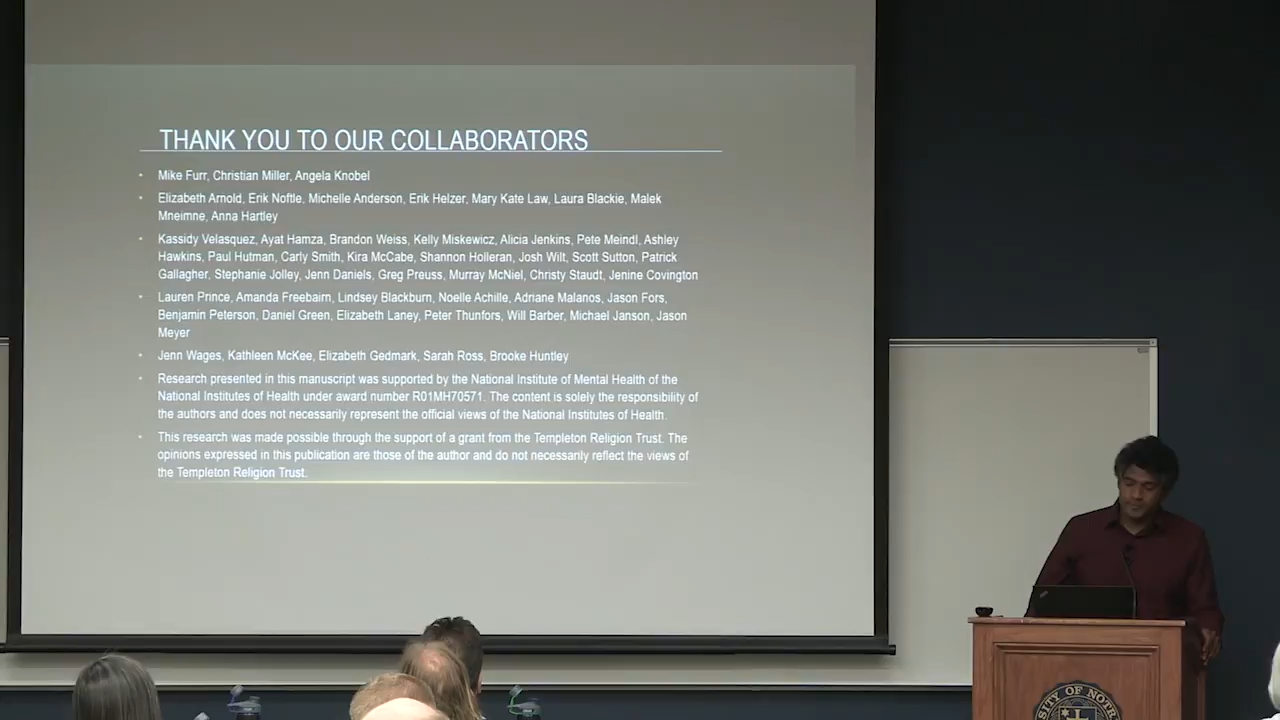 THANK YOU TO OUR COLLABORATORS
Mike Furr, Christian Miller, Angela Knobel
Elizabeth Arnold, Erik Noftle, Michelle Anderson, Erik Helzer, Mary Kate Law, Laura Blackie, Malek
Mneimne, Anna Hartley
Kassidy Velasquez, Ayat Hamza, Brandon Weiss, Kelly Miskewicz, Alicia Jenkins, Pete Meindl, Ashley
Hawkins, Paul Hutman, Carly Smith, Kira McCabe, Shannon Holleran, Josh Wilt, Scott Sutton, Patrick
Gallagher, Stephanie Jolley, Jenn Daniels, Greg Preuss, Murray McNiel, Christy Staudt, Jenine Covington
Lauren Prince, Amanda Freebairn, Lindsey Blackburn, Noelle Achille, Adriane Malanos, Jason Fors,
Benjamin Peterson, Daniel Green, Elizabeth Laney, Peter Thunfors, Will Barber, Michael Janson, Jason
Meyer
Jenn Wages, Kathleen McKee, Elizabeth Gedmark, Sarah Ross, Brooke Huntley
Research presented in this manuscript was supported by the National Institute of Mental Health of the
National Institutes of Health under award number R01MH70571. The content is solely the responsibility of
the authors and does not necessarily represent the official views of the National Institutes of Health.
This research was made possible through the support of a grant from the Templeton Religion Trust. The
opinions expressed in this publication are those of the author and do not necessarily reflect the views of
the Templeton Religion Trust.
SITY OF NOTR